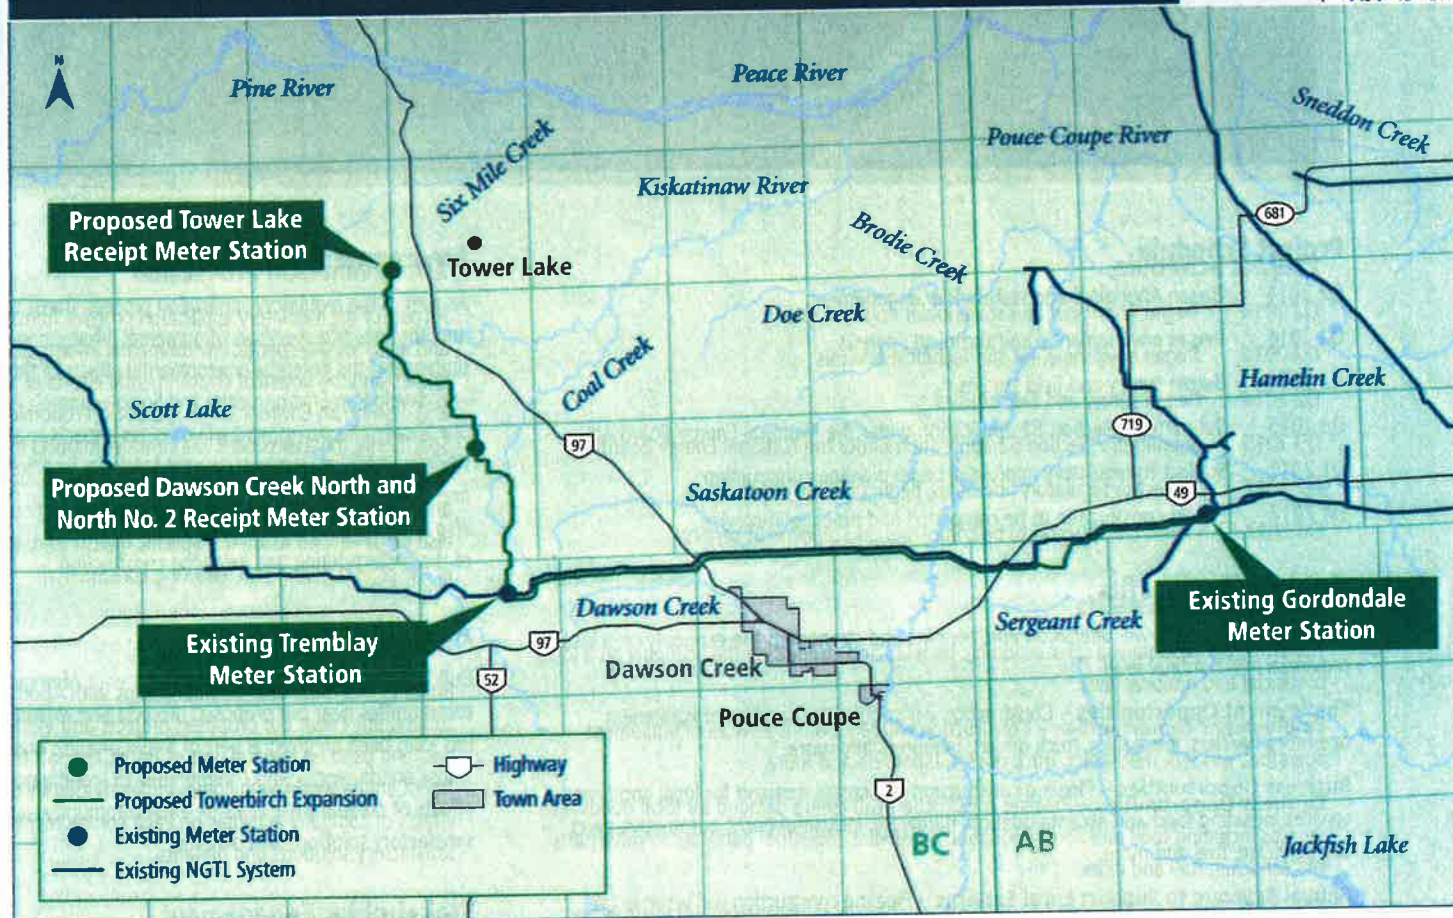 N
Pine River
Peace River
Sneddon Creek
Pouce Coupe River
Six Mile Creek
Kiskatinaw River
681
Proposed Tower Lake
Receipt Meter Station
Brodie Creek
Tower Lake
Doe Creek
Coal Creek
Hamelin Creek
Scott Lake
719
97
Proposed Dawson Creek North and
North No. 2 Receipt Meter Station
Saskatoon Creek
49
Existing Gordondale
Meter Station
Dawson Creek
Sergeant Creek
Existing Tremblay
Meter Station
97
Dawson Creek
52
Pouce Coupe
Proposed Meter Station
Highway
Proposed Towerbirch Expansion
Town Area
2
Existing Meter Station
BC
AB
Jackfish Lake
Existing NGTL System